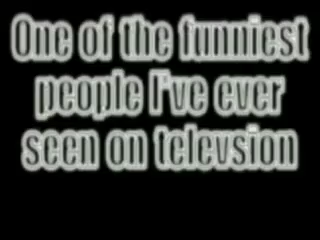 One of the funniest
people I've ever
seen on televsion